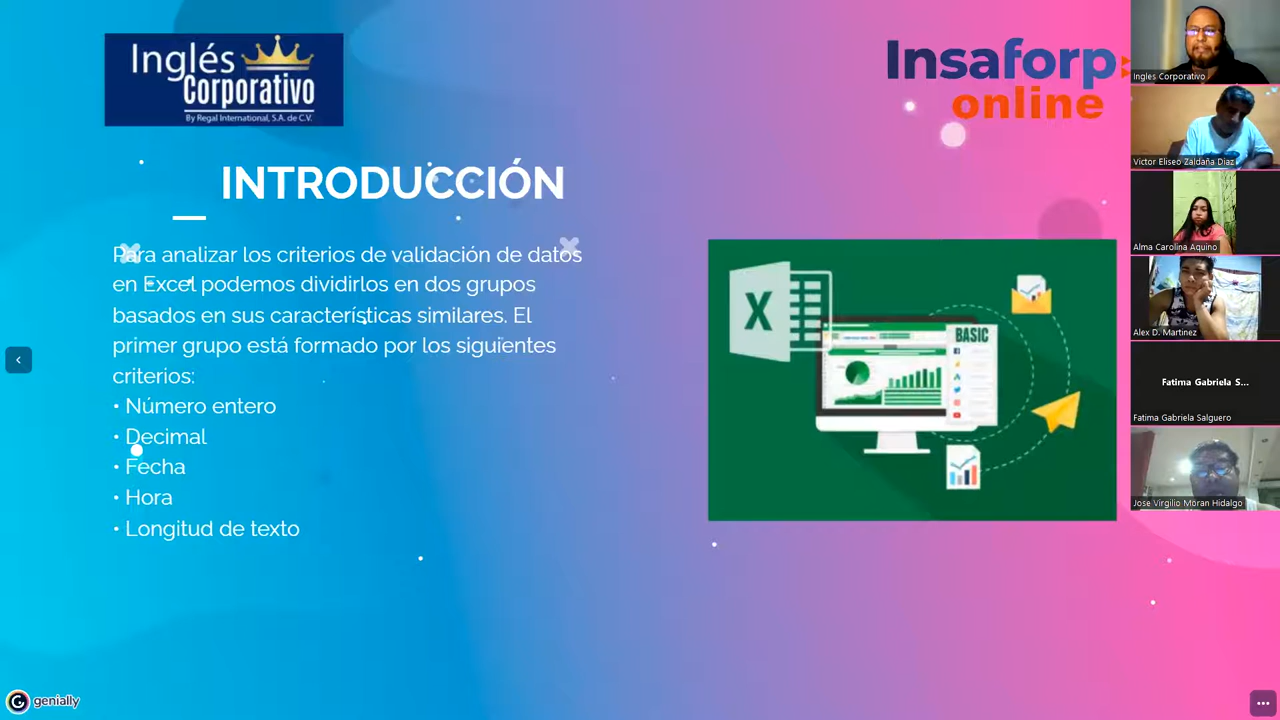 Inglés
Corporativo
By Regal International, S.A. de C.V.
Insaforp
online
INTRODUCCIÓN
Para analizar los criterios de validación de datos
en Excel podemos dividirlos en dos grupos
basados en sus características similares. El
primer grupo está formado por los siguientes
criterios:
• Número entero
• Decimal
• Fecha
• Hora
• Longitud de texto
X
BASIC
Ingles Corporativo
Victor Eliseo Zaldaña Diaz
Alma Carolina Aquino
Alex D. Martinez
Fatima Gabriela S...
Fatima Gabriela Salguero
Jose Virgilio Moran Hidalgo
genially